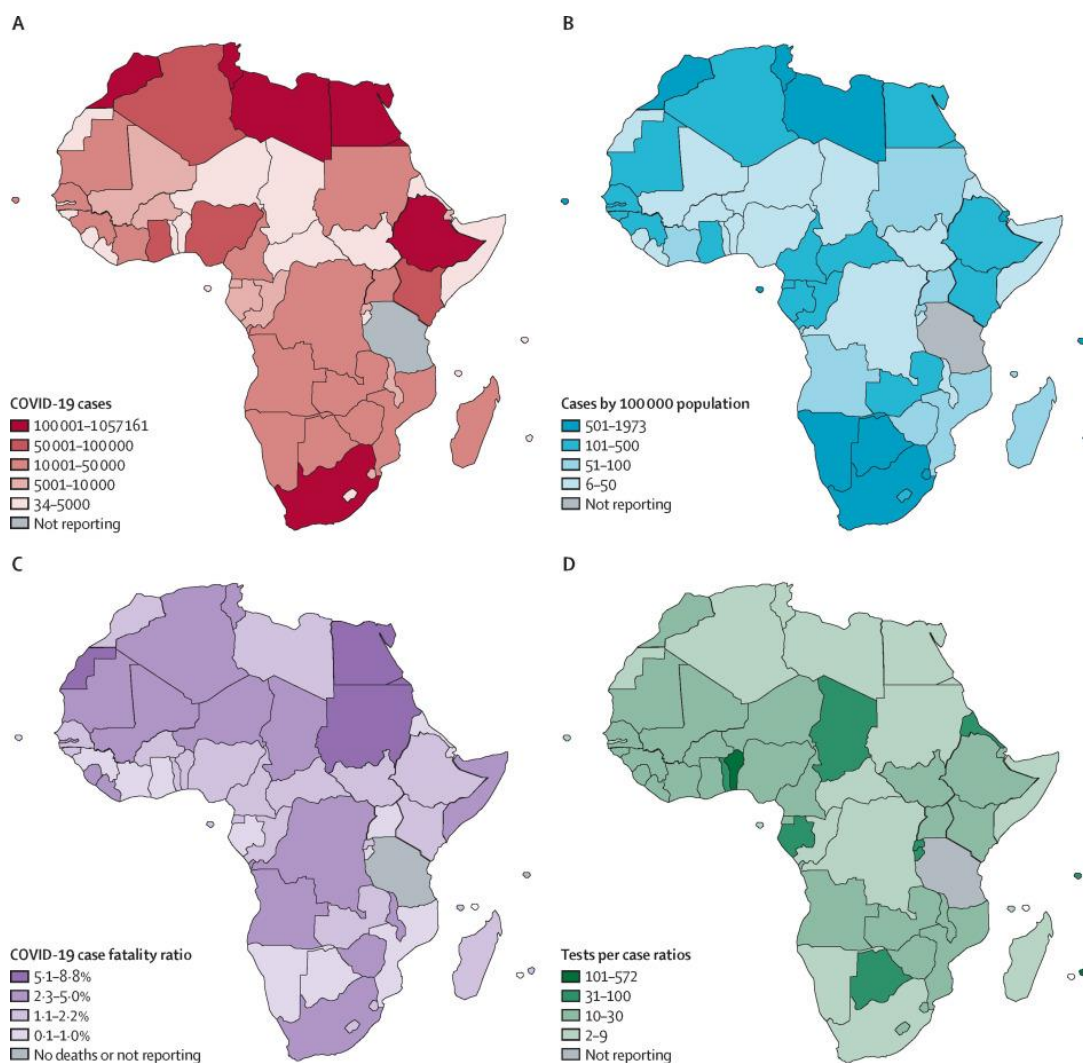 A
COVID-19 cases
100 001–1 057 161
50 001–100 000
10 001–50 000
5001–10 000
34–5000
Not reporting
B
Cases by 100 000 population
501–1973
101–500
51–100
6–50
Not reporting
C
COVID-19 case fatality ratio
5·1–8·8%
2·3–5·0%
1·1–2·2%
0·1–1·0%
No deaths or not reporting
D
Tests per case ratios
101–572
31–100
10–30
2–9
Not reporting